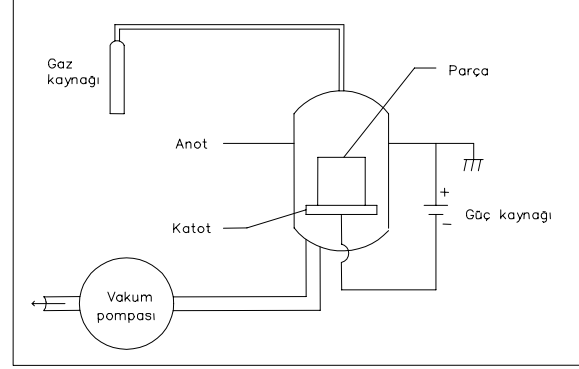 Gaz
kaynağı
Parça
Anot
+
Güç kaynağı
−
Katot
Vakum
pompası